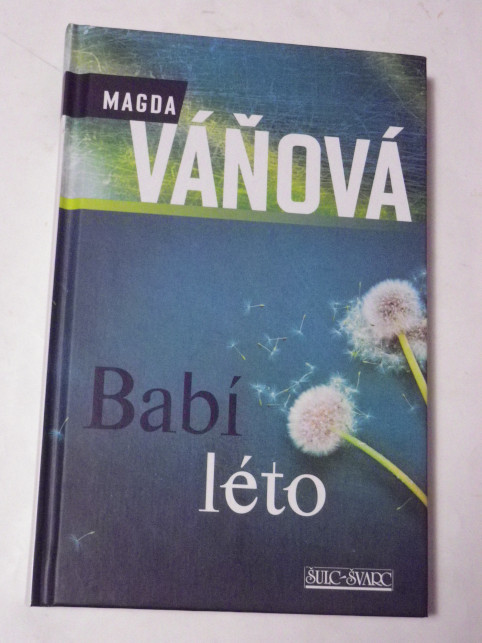 MAGDA
VÁŇOVÁ
Babí
léto
ŠULC-ŠVARC